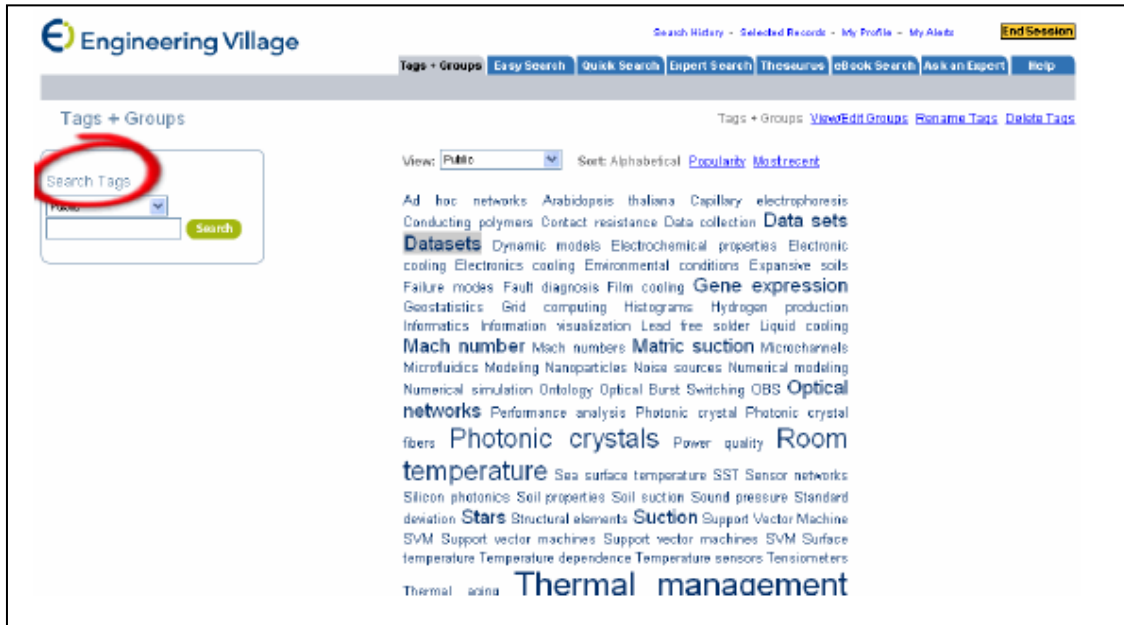 Engineering Village
Search History - Selected Records - My Profile - My Alerts
End Session
Tags + Groups Easy Search Quick Search Expert Search Thesaurus eBook Search Ask an Expert Help
Tags + Groups
Tags + Groups View/Edit Groups Rename Tags Delete Tags
Search Tags
Public
Search
View: Public Sort: Alphabetical Popularity Most recent
Ad hoc networks Arabidopsis thaliana Capillary electrophoresis
Conducting polymers Contact resistance Data collection Data sets
Datasets Dynamic models Electrochemical properties Electronic
cooling Electronics cooling Environmental conditions Expansive soils
Failure modes Fault diagnosis Film cooling Gene expression
Geostatistics Grid computing Histograms Hydrogen production
Informatics Information visualization Lead free solder Liquid cooling
Mach number Mach numbers Matric suction Microchannels
Microfluidics Modeling Nanoparticles Noise sources Numerical modeling
Numerical simulation Ontology Optical Burst Switching OBS Optical
networks Performance analysis Photonic crystal Photonic crystal
fibers Photonic crystals Power quality Room
temperature Sea surface temperature SST Sensor networks
Silicon photonics Soil properties Soil suction Sound pressure Standard
deviation Stars Structural elements Suction Support Vector Machine
SVM Support vector machines Support vector machines SVM Surface
temperature Temperature dependence Temperature sensors Tensiometers
Thermal aging Thermal management